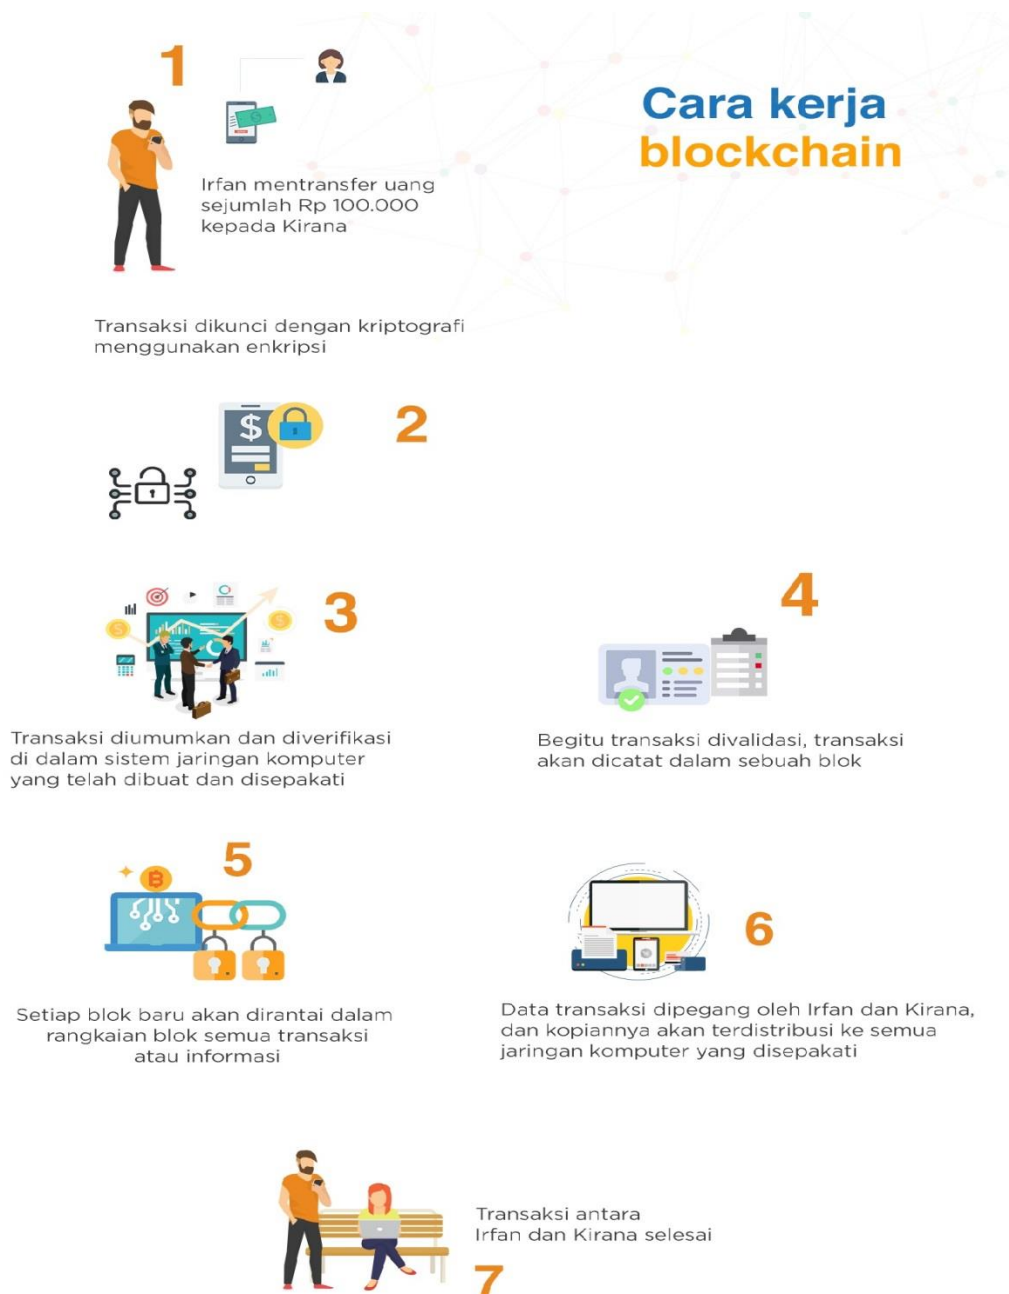 Cara kerja
blockchain
1
Irfan mentransfer uang
sejumlah Rp 100.000
kepada Kirana
Transaksi dikunci dengan kriptografi
menggunakan enkripsi
2
3
Transaksi diumumkan dan diverifikasi
di dalam sistem jaringan komputer
yang telah dibuat dan disepakati
4
Begitu transaksi divalidasi, transaksi
akan dicatat dalam sebuah blok
5
Setiap blok baru akan dirantai dalam
rangkaian blok semua transaksi
atau informasi
6
Data transaksi dipegang oleh Irfan dan Kirana,
dan kopiannya akan terdistribusi ke semua
jaringan komputer yang disepakati
Transaksi antara
Irfan dan Kirana selesai
7